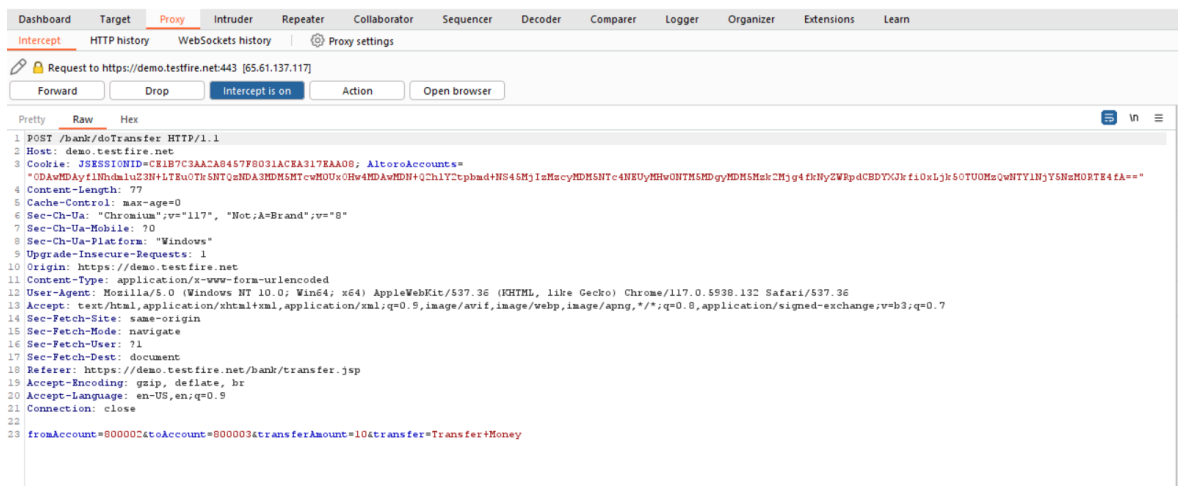 Dashboard Target Proxy Intruder Repeater Collaborator Sequencer Decoder Comparer Logger Organizer Extensions Learn
Intercept HTTP history WebSockets history Proxy settings
Request to https://demo.testfire.net:443 [65.61.137.117]
Forward Drop Intercept is on Action Open browser
Pretty Raw Hex \n
1 POST /bank/doTransfer HTTP/1.1
2 Host: demo.testfire.net
3 Cookie: JSESSIONID=CE1B7C3AA2A8457F8031ACEA317EAA08; AltoroAccounts=
"ODAwMDAyflNhdmluZ3N+LTEuOTk5NTQzNDA3MDM5MTcwM0UxOHw4MDAwMDN+Q2hlY2tpbmd+NS45MjIzMzcyMDM5NTc4NEUyMHw0NTM5MDgyMDM5Mzk2Mjg4fkNyZWRpdCBDYXJkfi0xLjk5OTU0MzQwNTY1NjY5NzM0RTE4fA=="
4 Content-Length: 77
5 Cache-Control: max-age=0
6 Sec-Ch-Ua: "Chromium";v="117", "Not;A=Brand";v="8"
7 Sec-Ch-Ua-Mobile: ?0
8 Sec-Ch-Ua-Platform: "Windows"
9 Upgrade-Insecure-Requests: 1
10 Origin: https://demo.testfire.net
11 Content-Type: application/x-www-form-urlencoded
12 User-Agent: Mozilla/5.0 (Windows NT 10.0; Win64; x64) AppleWebKit/537.36 (KHTML, like Gecko) Chrome/117.0.5938.132 Safari/537.36
13 Accept: text/html,application/xhtml+xml,application/xml;q=0.9,image/avif,image/webp,image/apng,*/*;q=0.8,application/signed-exchange;v=b3;q=0.7
14 Sec-Fetch-Site: same-origin
15 Sec-Fetch-Mode: navigate
16 Sec-Fetch-User: ?1
17 Sec-Fetch-Dest: document
18 Referer: https://demo.testfire.net/bank/transfer.jsp
19 Accept-Encoding: gzip, deflate, br
20 Accept-Language: en-US,en;q=0.9
21 Connection: close
22
23 fromAccount=800002&toAccount=800003&transferAmount=10&transfer=Transfer+Money